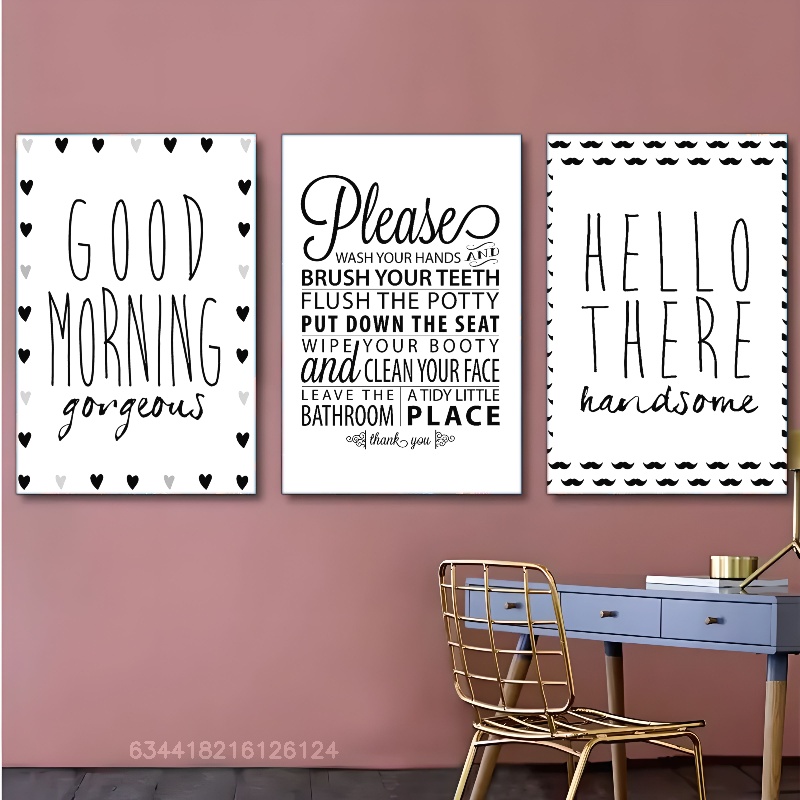 GOOD
MORNING
gorgeous
Please
WASH YOUR HANDS AND
BRUSH YOUR TEETH
FLUSH THE POTTY
PUT DOWN THE SEAT
WIPE YOUR BOOTY
and CLEAN YOUR FACE
LEAVE THE A TIDY LITTLE
BATHROOM PLACE
thank you
HELLO
THERE
handsome
634418216126124